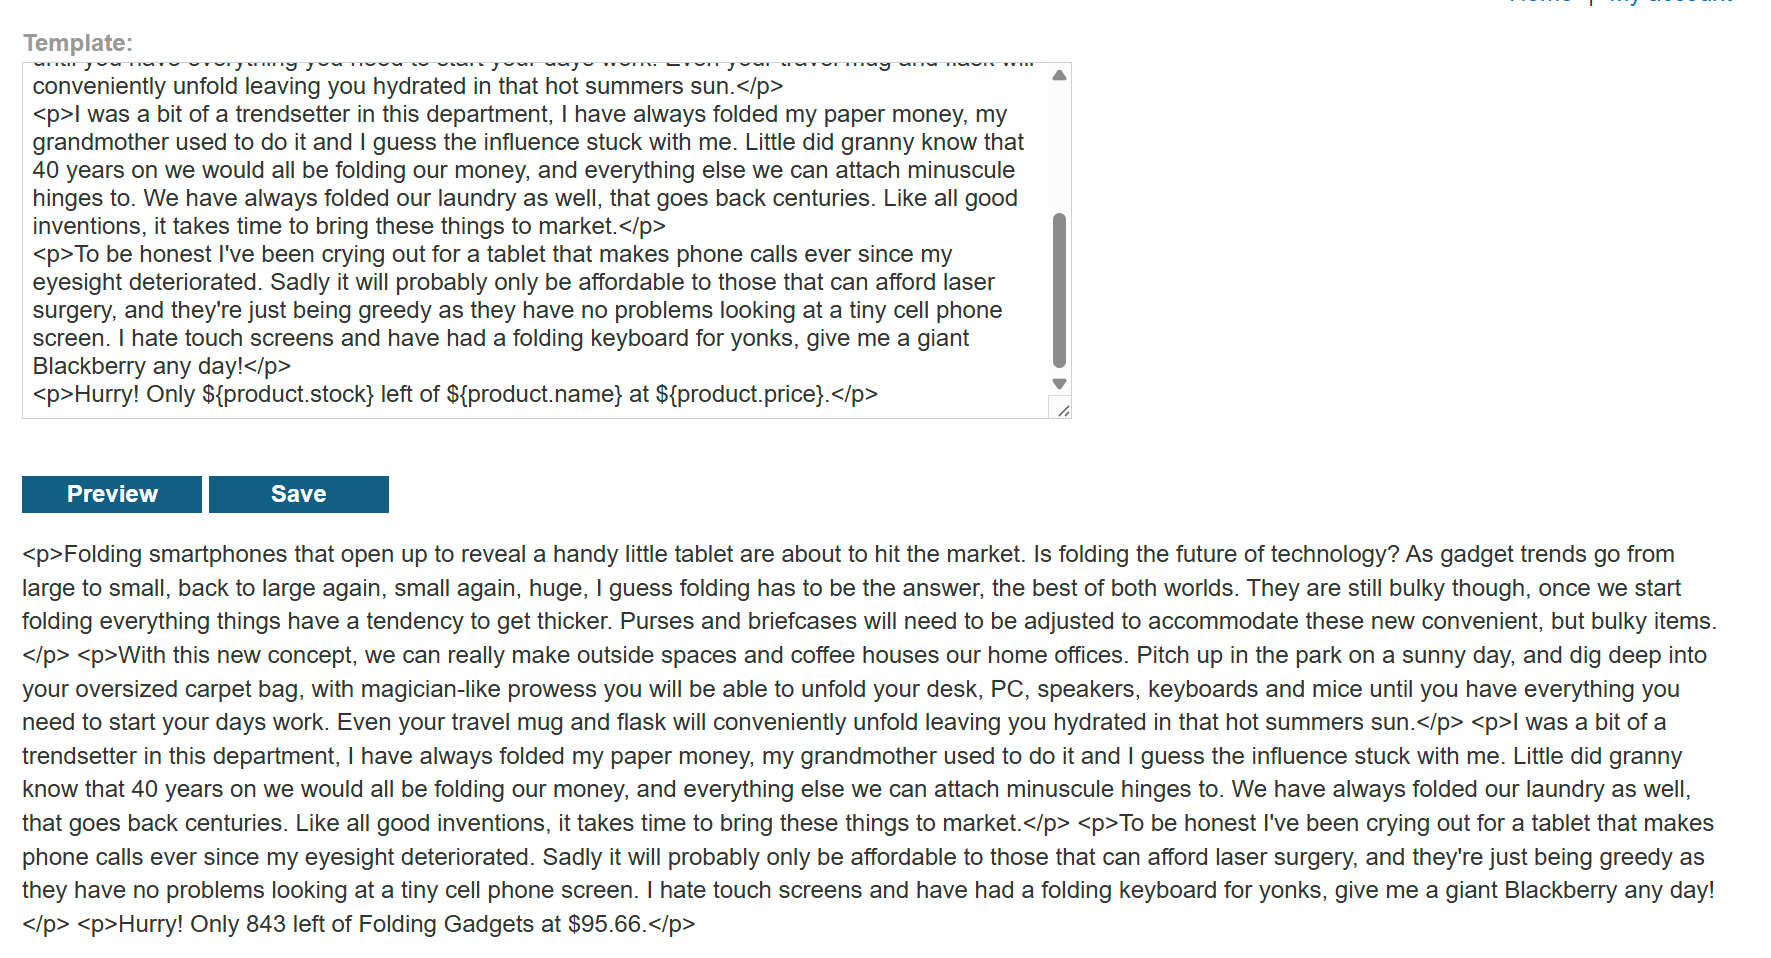 Home | My account
Template:
until you have everything you need to start your days work. Even your travel mug and flask will
conveniently unfold leaving you hydrated in that hot summers sun.</p>
<p>I was a bit of a trendsetter in this department, I have always folded my paper money, my
grandmother used to do it and I guess the influence stuck with me. Little did granny know that
40 years on we would all be folding our money, and everything else we can attach minuscule
hinges to. We have always folded our laundry as well, that goes back centuries. Like all good
inventions, it takes time to bring these things to market.</p>
<p>To be honest I've been crying out for a tablet that makes phone calls ever since my
eyesight deteriorated. Sadly it will probably only be affordable to those that can afford laser
surgery, and they're just being greedy as they have no problems looking at a tiny cell phone
screen. I hate touch screens and have had a folding keyboard for yonks, give me a giant
Blackberry any day!</p>
<p>Hurry! Only ${product.stock} left of ${product.name} at ${product.price}.</p>
Preview Save
<p>Folding smartphones that open up to reveal a handy little tablet are about to hit the market. Is folding the future of technology? As gadget trends go from
large to small, back to large again, small again, huge, I guess folding has to be the answer, the best of both worlds. They are still bulky though, once we start
folding everything things have a tendency to get thicker. Purses and briefcases will need to be adjusted to accommodate these new convenient, but bulky items.
</p> <p>With this new concept, we can really make outside spaces and coffee houses our home offices. Pitch up in the park on a sunny day, and dig deep into
your oversized carpet bag, with magician-like prowess you will be able to unfold your desk, PC, speakers, keyboards and mice until you have everything you
need to start your days work. Even your travel mug and flask will conveniently unfold leaving you hydrated in that hot summers sun.</p> <p>I was a bit of a
trendsetter in this department, I have always folded my paper money, my grandmother used to do it and I guess the influence stuck with me. Little did granny
know that 40 years on we would all be folding our money, and everything else we can attach minuscule hinges to. We have always folded our laundry as well,
that goes back centuries. Like all good inventions, it takes time to bring these things to market.</p> <p>To be honest I've been crying out for a tablet that makes
phone calls ever since my eyesight deteriorated. Sadly it will probably only be affordable to those that can afford laser surgery, and they're just being greedy as
they have no problems looking at a tiny cell phone screen. I hate touch screens and have had a folding keyboard for yonks, give me a giant Blackberry any day!
</p> <p>Hurry! Only 843 left of Folding Gadgets at $95.66.</p>